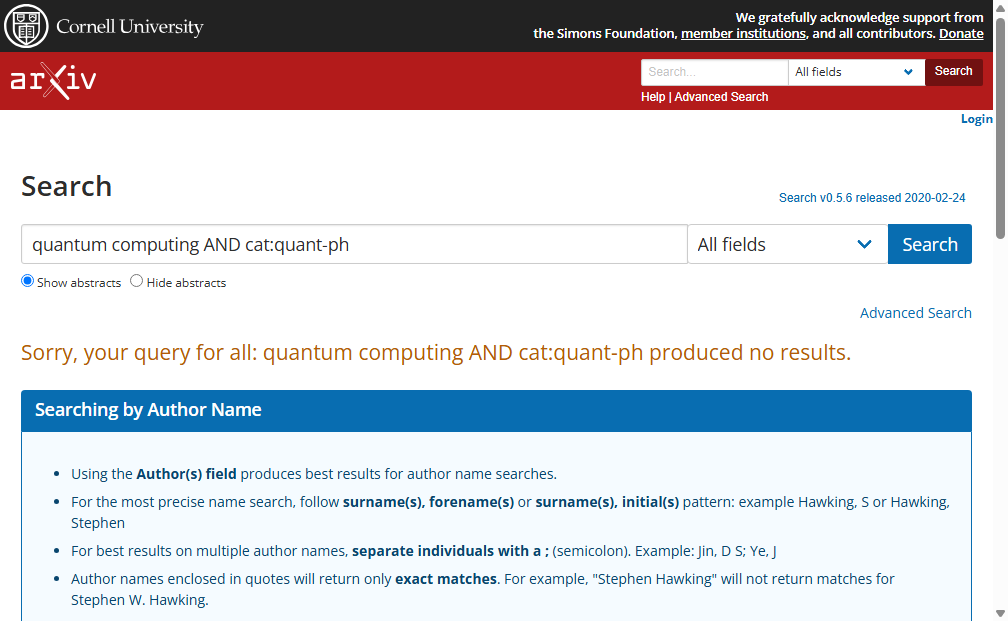 Cornell University
We gratefully acknowledge support from
the Simons Foundation, member institutions, and all contributors. Donate
arXiv
Search...
All fields
Search
Help | Advanced Search
Login
Search
Search v0.5.6 released 2020-02-24
quantum computing AND cat:quant-ph
All fields
Search
Show abstracts
Hide abstracts
Advanced Search
Sorry, your query for all: quantum computing AND cat:quant-ph produced no results.
Searching by Author Name
• Using the Author(s) field produces best results for author name searches.
• For the most precise name search, follow surname(s), forename(s) or surname(s), initial(s) pattern: example Hawking, S or Hawking,
Stephen
• For best results on multiple author names, separate individuals with a ; (semicolon). Example: Jin, D S; Ye, J
• Author names enclosed in quotes will return only exact matches. For example, "Stephen Hawking" will not return matches for
Stephen W. Hawking.